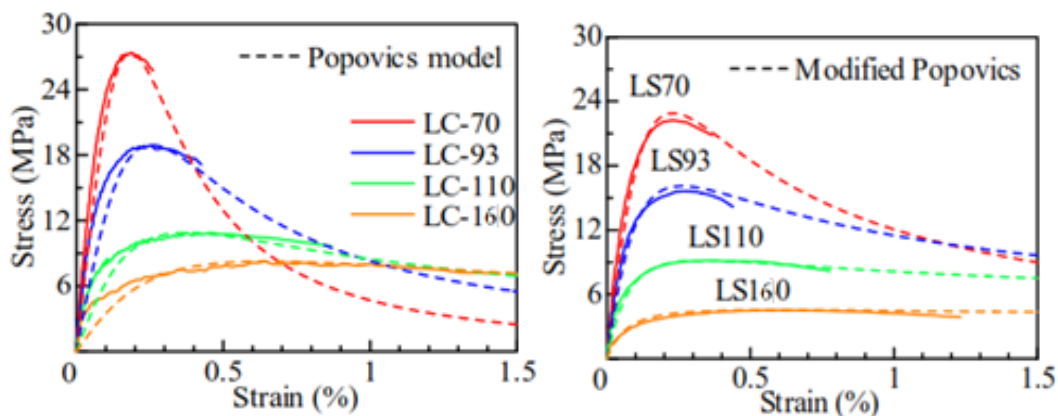 30
24
18
12
6
0
0.5
1
1.5
Stress (MPa)
Strain (%)
Popovics model
LC-70
LC-93
LC-110
LC-160
30
24
18
12
6
0
0.5
1
1.5
Stress (MPa)
Strain (%)
Modified Popovics
LS70
LS93
LS110
LS160